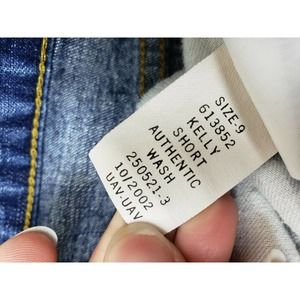 SIZE-9
613852
KELLY
SHORT
AUTHENTIC
WASH
250521-3
10/2002
UAV-UAV